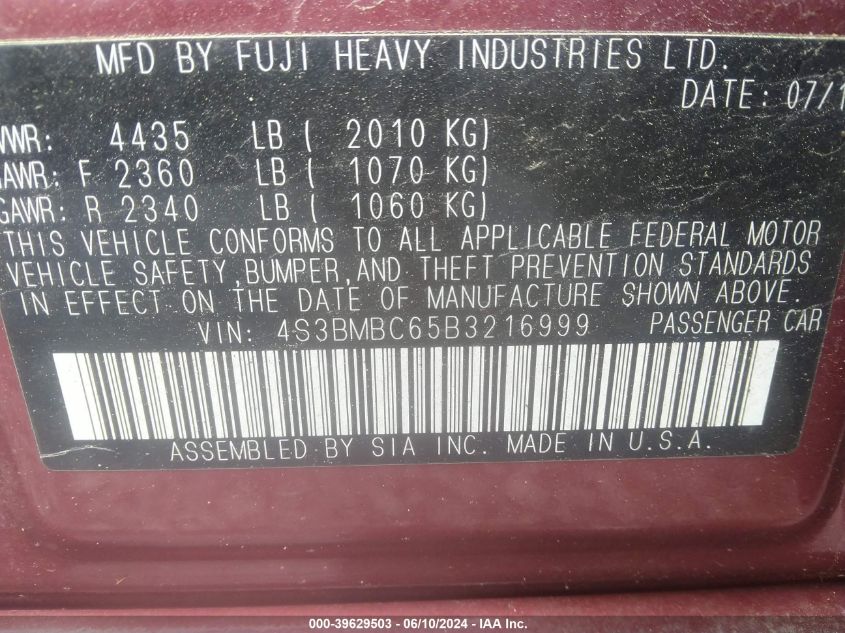 MFD BY FUJI HEAVY INDUSTRIES LTD.
DATE: 07/1
VWR: 4435 LB ( 2010 KG)
AWR: F 2360 LB ( 1070 KG)
GAWR: R 2340 LB ( 1060 KG)
THIS VEHICLE CONFORMS TO ALL APPLICABLE FEDERAL MOTOR
VEHICLE SAFETY, BUMPER, AND THEFT PREVENTION STANDARDS
IN EFFECT ON THE DATE OF MANUFACTURE SHOWN ABOVE.
VIN: 4S3BMBC65B3216999 PASSENGER CAR
ASSEMBLED BY SIA INC. MADE IN U.S.A.
000-39629503 - 06/10/2024 - IAA Inc.